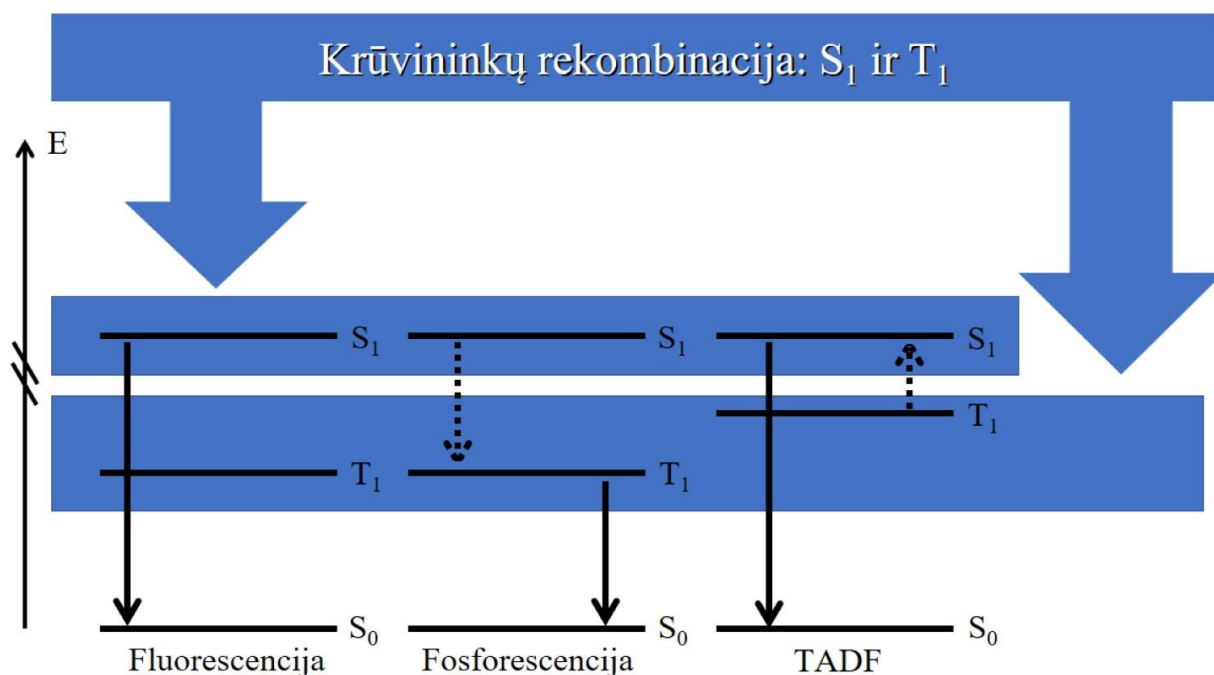 Krūvininkų rekombinacija: S₁ ir T₁
E
S₁ S₁ S₁
T₁
T₁ T₁
S₀ S₀ S₀
Fluorescencija Fosforescencija TADF